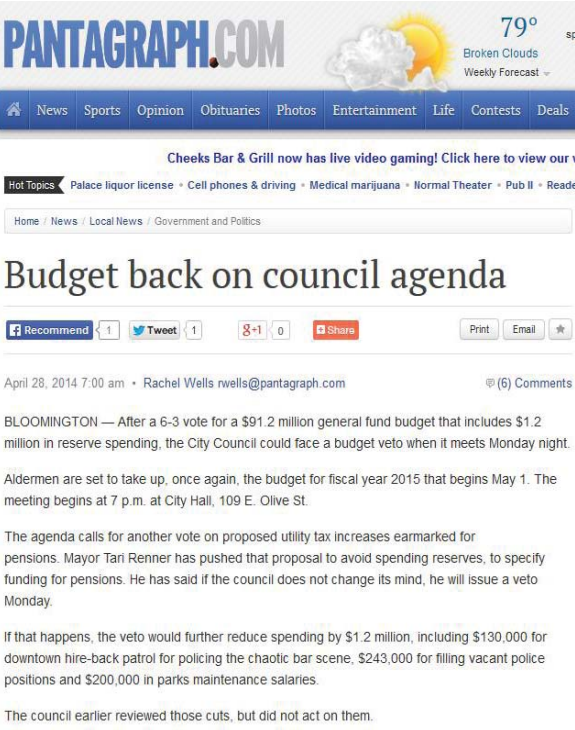 PANTAGRAPH.COM
79°
Broken Clouds
Weekly Forecast
News Sports Opinion Obituaries Photos Entertainment Life Contests Deals
Cheeks Bar & Grill now has live video gaming! Click here to view our
Hot Topics Palace liquor license • Cell phones & driving • Medical marijuana • Normal Theater • Pub II • Reade
Home / News / Local News / Government and Politics
Budget back on council agenda
Recommend 1 Tweet 1 g+1 0 Share Print Email
April 28, 2014 7:00 am • Rachel Wells rwells@pantagraph.com (6) Comments
BLOOMINGTON — After a 6-3 vote for a $91.2 million general fund budget that includes $1.2
million in reserve spending, the City Council could face a budget veto when it meets Monday night.
Aldermen are set to take up, once again, the budget for fiscal year 2015 that begins May 1. The
meeting begins at 7 p.m. at City Hall, 109 E. Olive St.
The agenda calls for another vote on proposed utility tax increases earmarked for
pensions. Mayor Tari Renner has pushed that proposal to avoid spending reserves, to specify
funding for pensions. He has said if the council does not change its mind, he will issue a veto
Monday.
If that happens, the veto would further reduce spending by $1.2 million, including $130,000 for
downtown hire-back patrol for policing the chaotic bar scene, $243,000 for filling vacant police
positions and $200,000 in parks maintenance salaries.
The council earlier reviewed those cuts, but did not act on them.